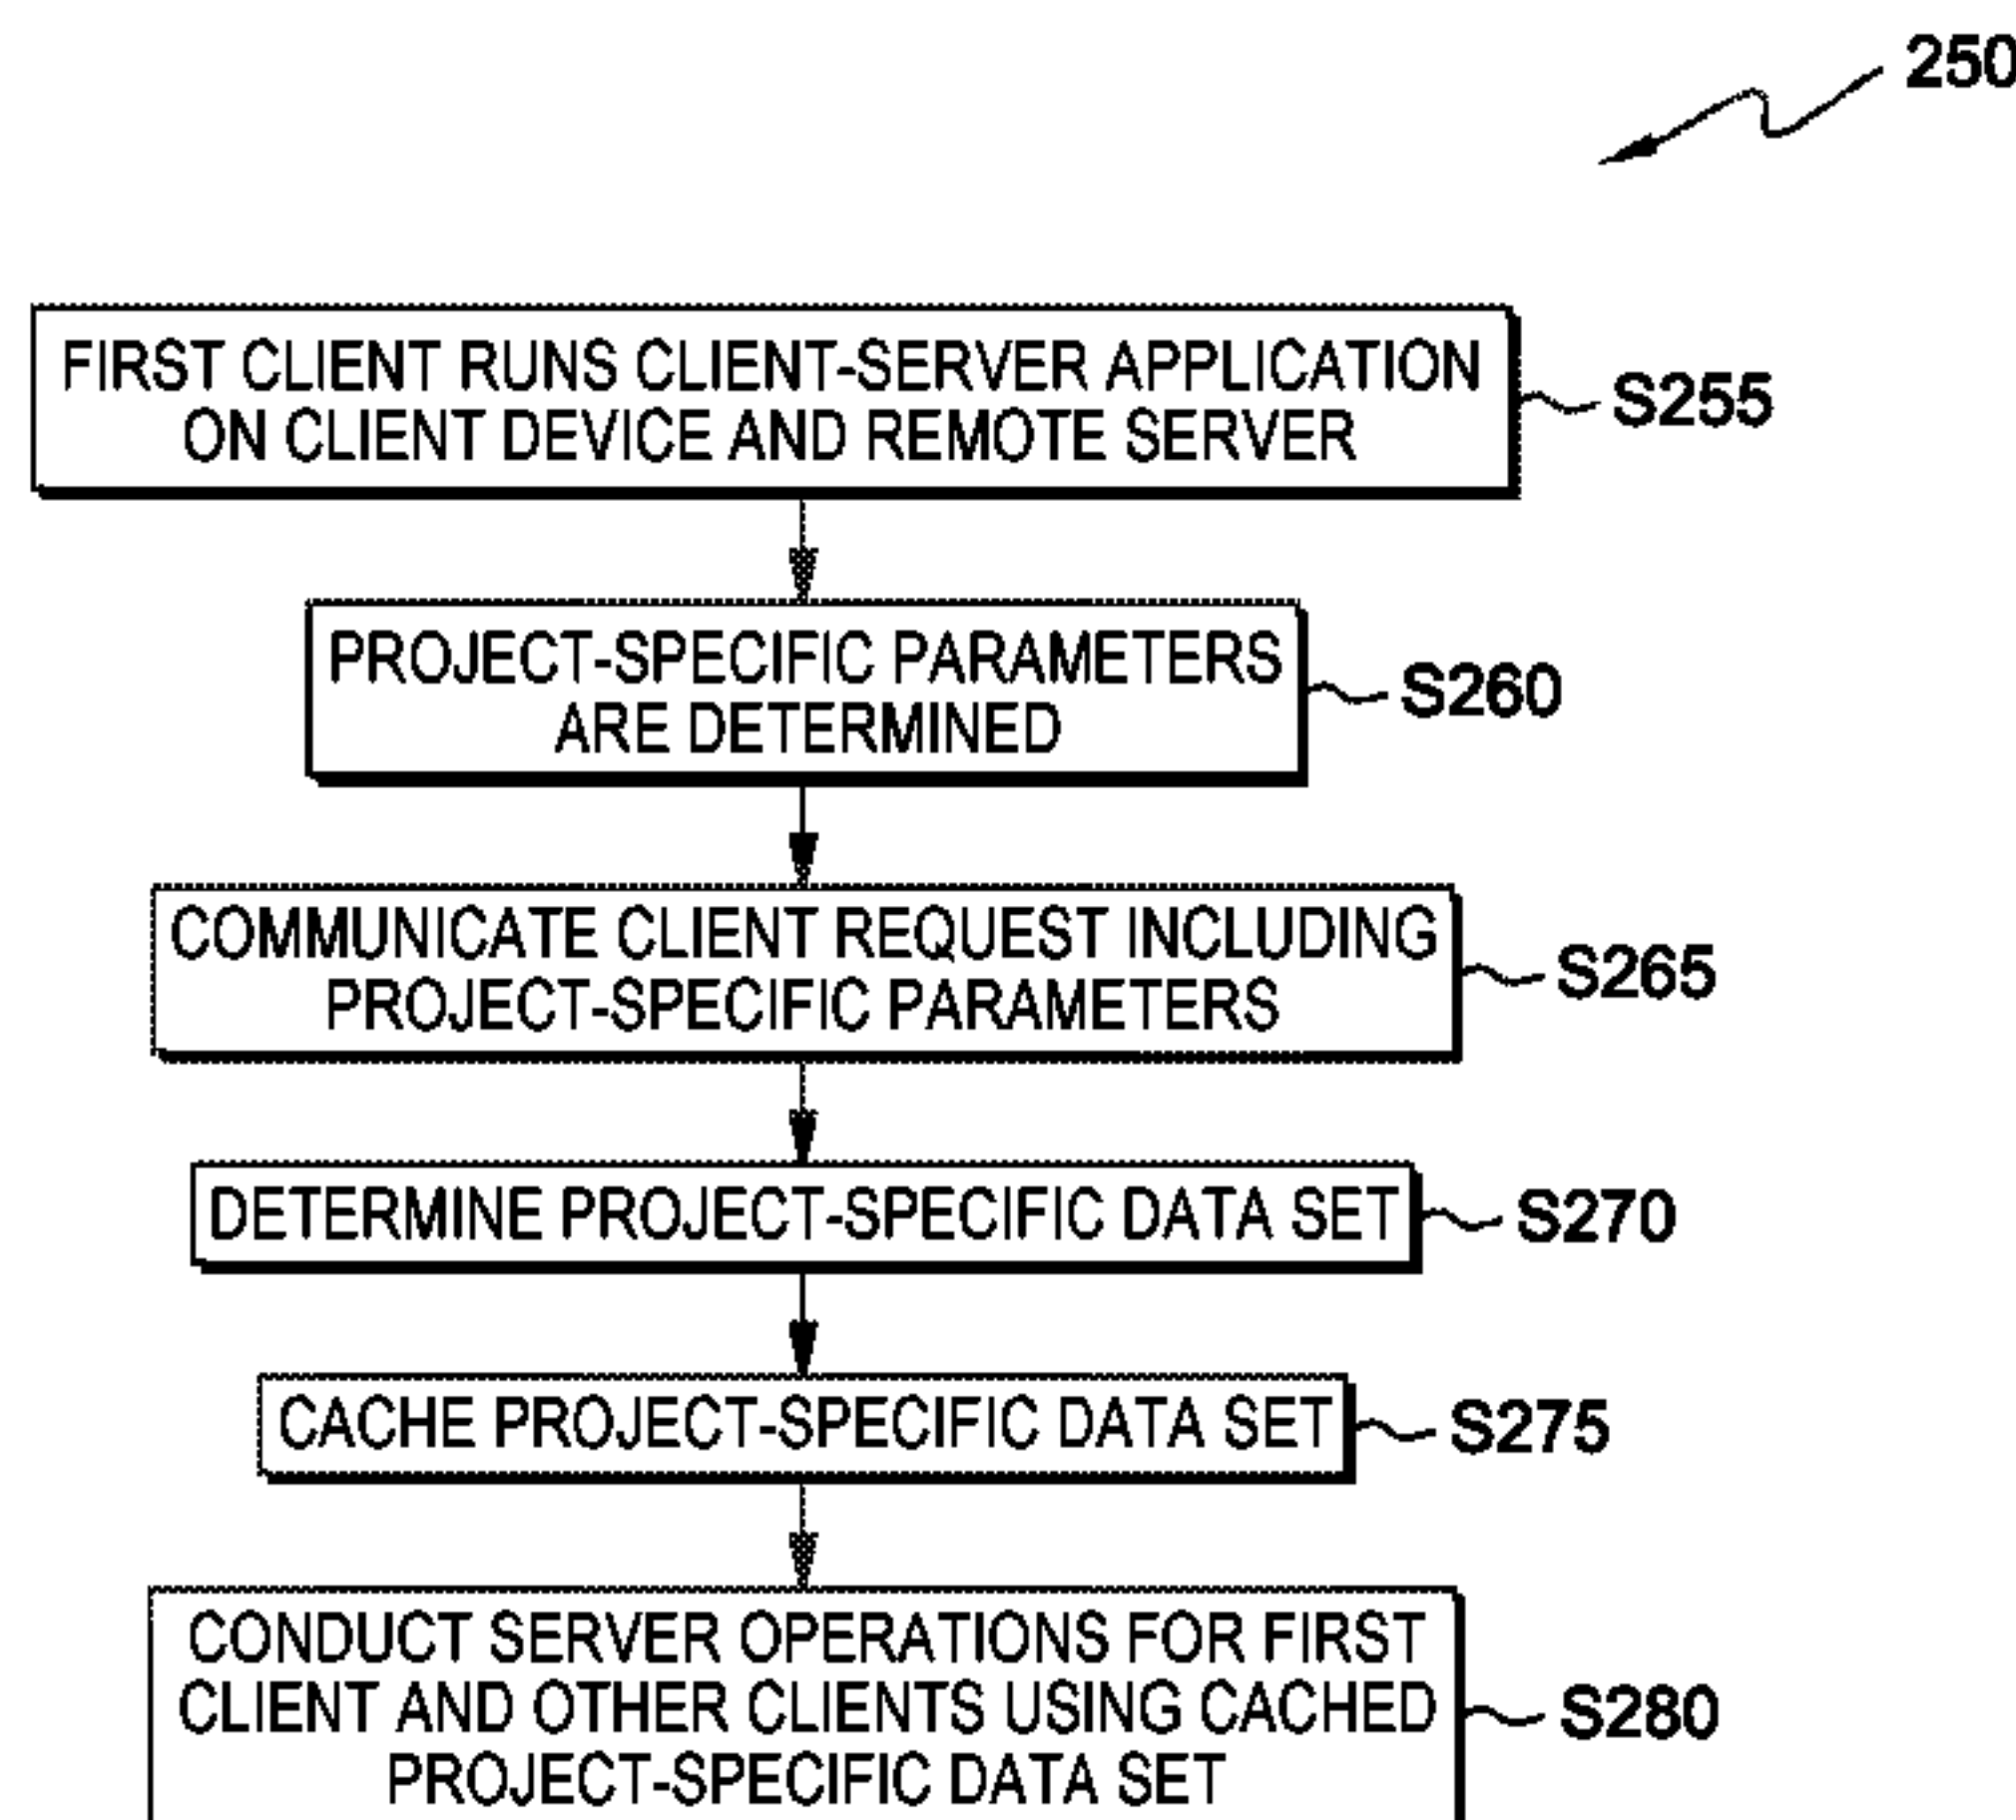 250
FIRST CLIENT RUNS CLIENT-SERVER APPLICATION
ON CLIENT DEVICE AND REMOTE SERVER
S255
PROJECT-SPECIFIC PARAMETERS
ARE DETERMINED
S260
COMMUNICATE CLIENT REQUEST INCLUDING
PROJECT-SPECIFIC PARAMETERS
S265
DETERMINE PROJECT-SPECIFIC DATA SET
S270
CACHE PROJECT-SPECIFIC DATA SET
S275
CONDUCT SERVER OPERATIONS FOR FIRST
CLIENT AND OTHER CLIENTS USING CACHED
PROJECT-SPECIFIC DATA SET
S280